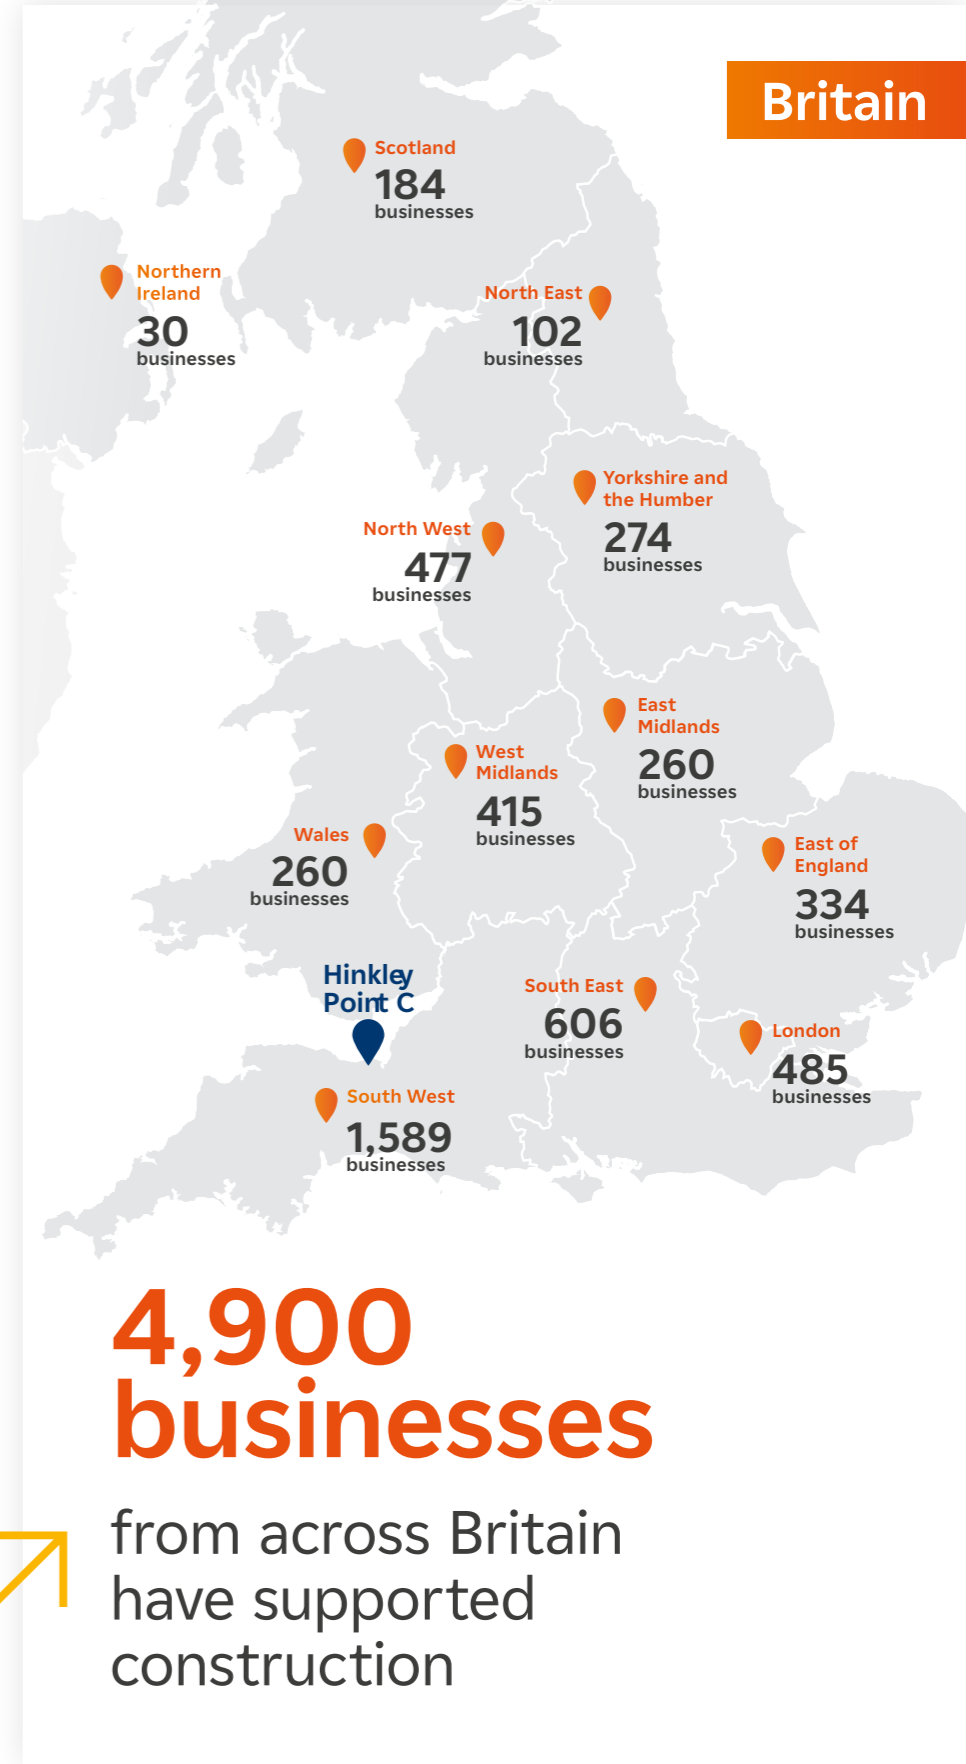 Britain
Scotland
184
businesses
Northern
Ireland
30
businesses
North East
102
businesses
Yorkshire and
the Humber
274
businesses
North West
477
businesses
East
Midlands
260
businesses
West
Midlands
415
businesses
Wales
260
businesses
East of
England
334
businesses
Hinkley
Point C
South East
606
businesses
London
485
businesses
South West
1,589
businesses
4,900
businesses
from across Britain
have supported
construction